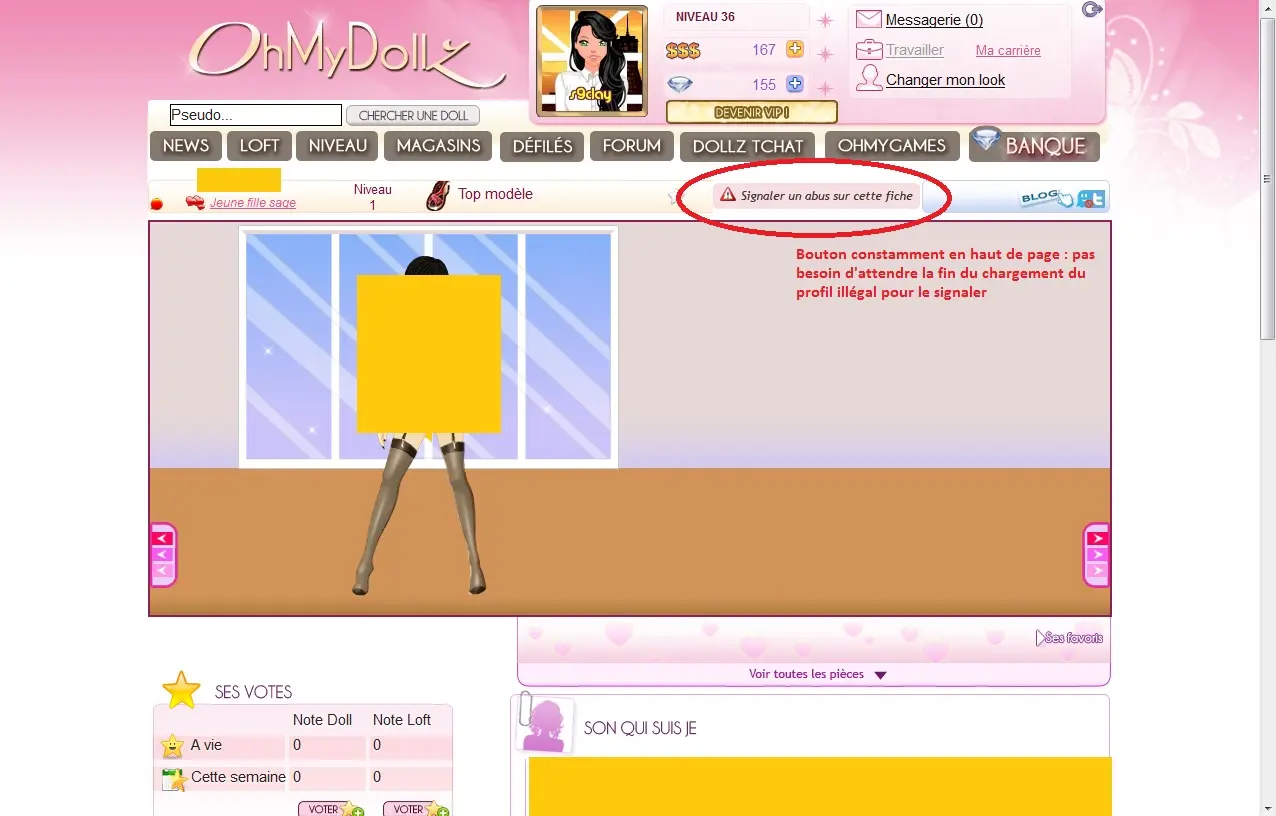 OhMyDollz
s9clay
NIVEAU 36
$$$ 167
155
DEVENIR VIP !
Messagerie (0)
Travailler Ma carrière
Changer mon look
Pseudo... CHERCHER UNE DOLL
NEWS LOFT NIVEAU MAGASINS DÉFILÉS FORUM DOLLZ TCHAT OHMYGAMES BANQUE
Jeune fille sage
Niveau
1
Top modèle
Signaler un abus sur cette fiche
BLOG
Bouton constamment en haut de page : pas
besoin d'attendre la fin du chargement du
profil illégal pour le signaler
Ses favoris
Voir toutes les pièces
SES VOTES
Note Doll Note Loft
A vie 0 0
Cette semaine 0 0
VOTER VOTER
SON QUI SUIS JE